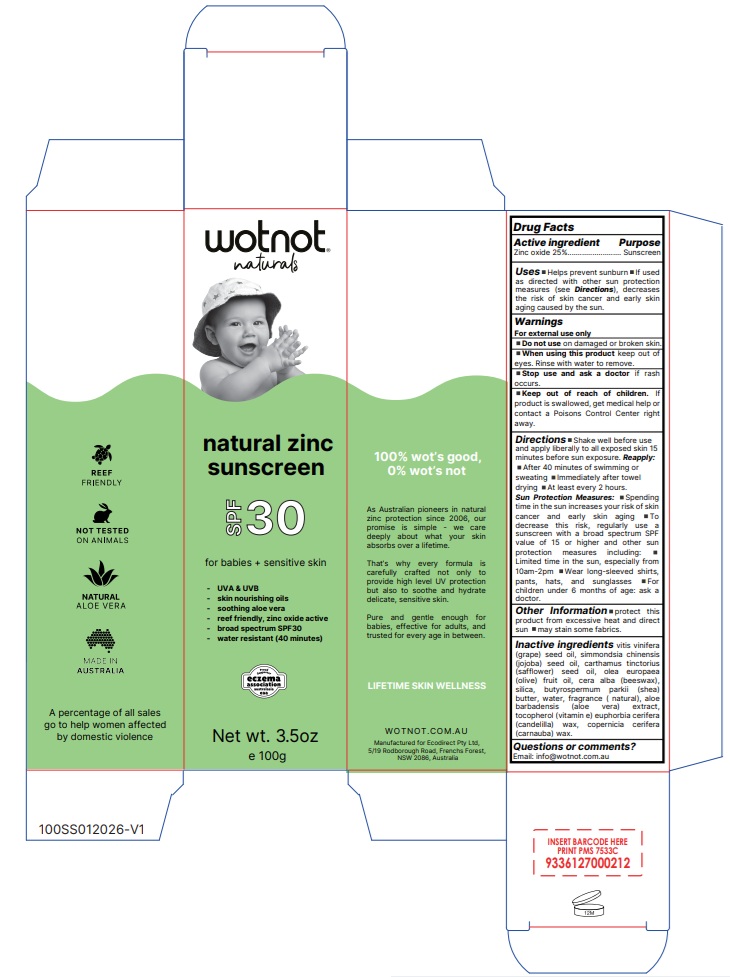 wotnot®
naturals
natural zinc
sunscreen
SPF 30
for babies + sensitive skin
- UVA & UVB
- skin nourishing oils
- soothing aloe vera
- reef friendly, zinc oxide active
- broad spectrum SPF30
- water resistant (40 minutes)
eczema
association
Net wt. 3.5oz
e 100g
REEF
FRIENDLY
NOT TESTED
ON ANIMALS
NATURAL
ALOE VERA
MADE IN
AUSTRALIA
A percentage of all sales
go to help women affected
by domestic violence
100SS012026-V1
100% wot's good,
0% wot's not
As Australian pioneers in natural
zinc protection since 2006, our
promise is simple - we care
deeply about what your skin
absorbs over a lifetime.
That's why every formula is
carefully crafted not only to
provide high level UV protection
but also to soothe and hydrate
delicate, sensitive skin.
Pure and gentle enough for
babies, effective for adults, and
trusted for every age in between.
LIFETIME SKIN WELLNESS
WOTNOT.COM.AU
Manufactured for Ecodirect Pty Ltd,
5/19 Rodborough Road, Frenchs Forest,
NSW 2086, Australia
Drug Facts
Active ingredient Purpose
Zinc oxide 25%............................ Sunscreen
Uses ■ Helps prevent sunburn ■ If used
as directed with other sun protection
measures (see Directions), decreases
the risk of skin cancer and early skin
aging caused by the sun.
Warnings
For external use only
■ Do not use on damaged or broken skin.
■ When using this product keep out of
eyes. Rinse with water to remove.
■ Stop use and ask a doctor if rash
occurs.
■ Keep out of reach of children. If
product is swallowed, get medical help or
contact a Poisons Control Center right
away.
Directions ■ Shake well before use
and apply liberally to all exposed skin 15
minutes before sun exposure. Reapply:
■ After 40 minutes of swimming or
sweating ■ Immediately after towel
drying ■ At least every 2 hours.
Sun Protection Measures: ■ Spending
time in the sun increases your risk of skin
cancer and early skin aging ■ To
decrease this risk, regularly use a
sunscreen with a broad spectrum SPF
value of 15 or higher and other sun
protection measures including: ■
Limited time in the sun, especially from
10am-2pm ■ Wear long-sleeved shirts,
pants, hats, and sunglasses ■ For
children under 6 months of age: ask a
doctor.
Other Information ■ protect this
product from excessive heat and direct
sun ■ may stain some fabrics.
Inactive ingredients vitis vinifera
(grape) seed oil, simmondsia chinensis
(jojoba) seed oil, carthamus tinctorius
(safflower) seed oil, olea europaea
(olive) fruit oil, cera alba (beeswax),
silica, butyrospermum parkii (shea)
butter, water, fragrance ( natural), aloe
barbadensis (aloe vera) extract,
tocopherol (vitamin e) euphorbia cerifera
(candelilla) wax, copernicia cerifera
(carnauba) wax.
Questions or comments?
Email: info@wotnot.com.au
INSERT BARCODE HERE
PRINT PMS 7533C
9336127000212
12M